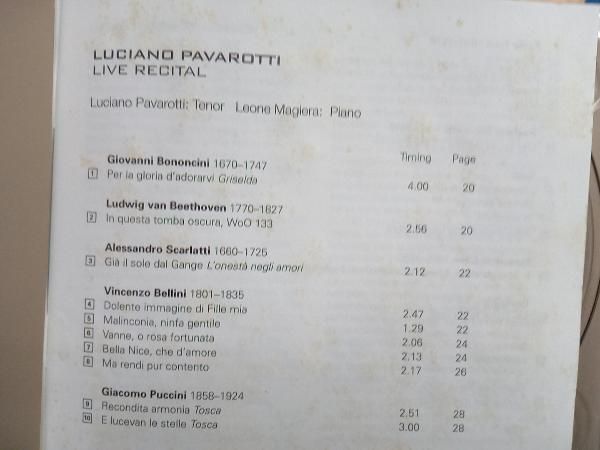 LUCIANO PAVAROTTI
LIVE RECITAL
Luciano Pavarotti: Tenor Leone Magiera: Piano
Timing Page
Giovanni Bononcini 1670–1747
1 Per la gloria d'adorarvi Griselda 4.00 20
Ludwig van Beethoven 1770–1827
2 In questa tomba oscura, WoO 133 2.56 20
Alessandro Scarlatti 1660–1725
3 Già il sole dal Gange L'onestà negli amori 2.12 22
Vincenzo Bellini 1801–1835
4 Dolente immagine di Fille mia 2.47 22
5 Malinconia, ninfa gentile 1.29 22
6 Vanne, o rosa fortunata 2.06 24
7 Bella Nice, che d'amore 2.13 24
8 Ma rendi pur contento 2.17 26
Giacomo Puccini 1858–1924
9 Recondita armonia Tosca 2.51 28
10 E lucevan le stelle Tosca 3.00 28